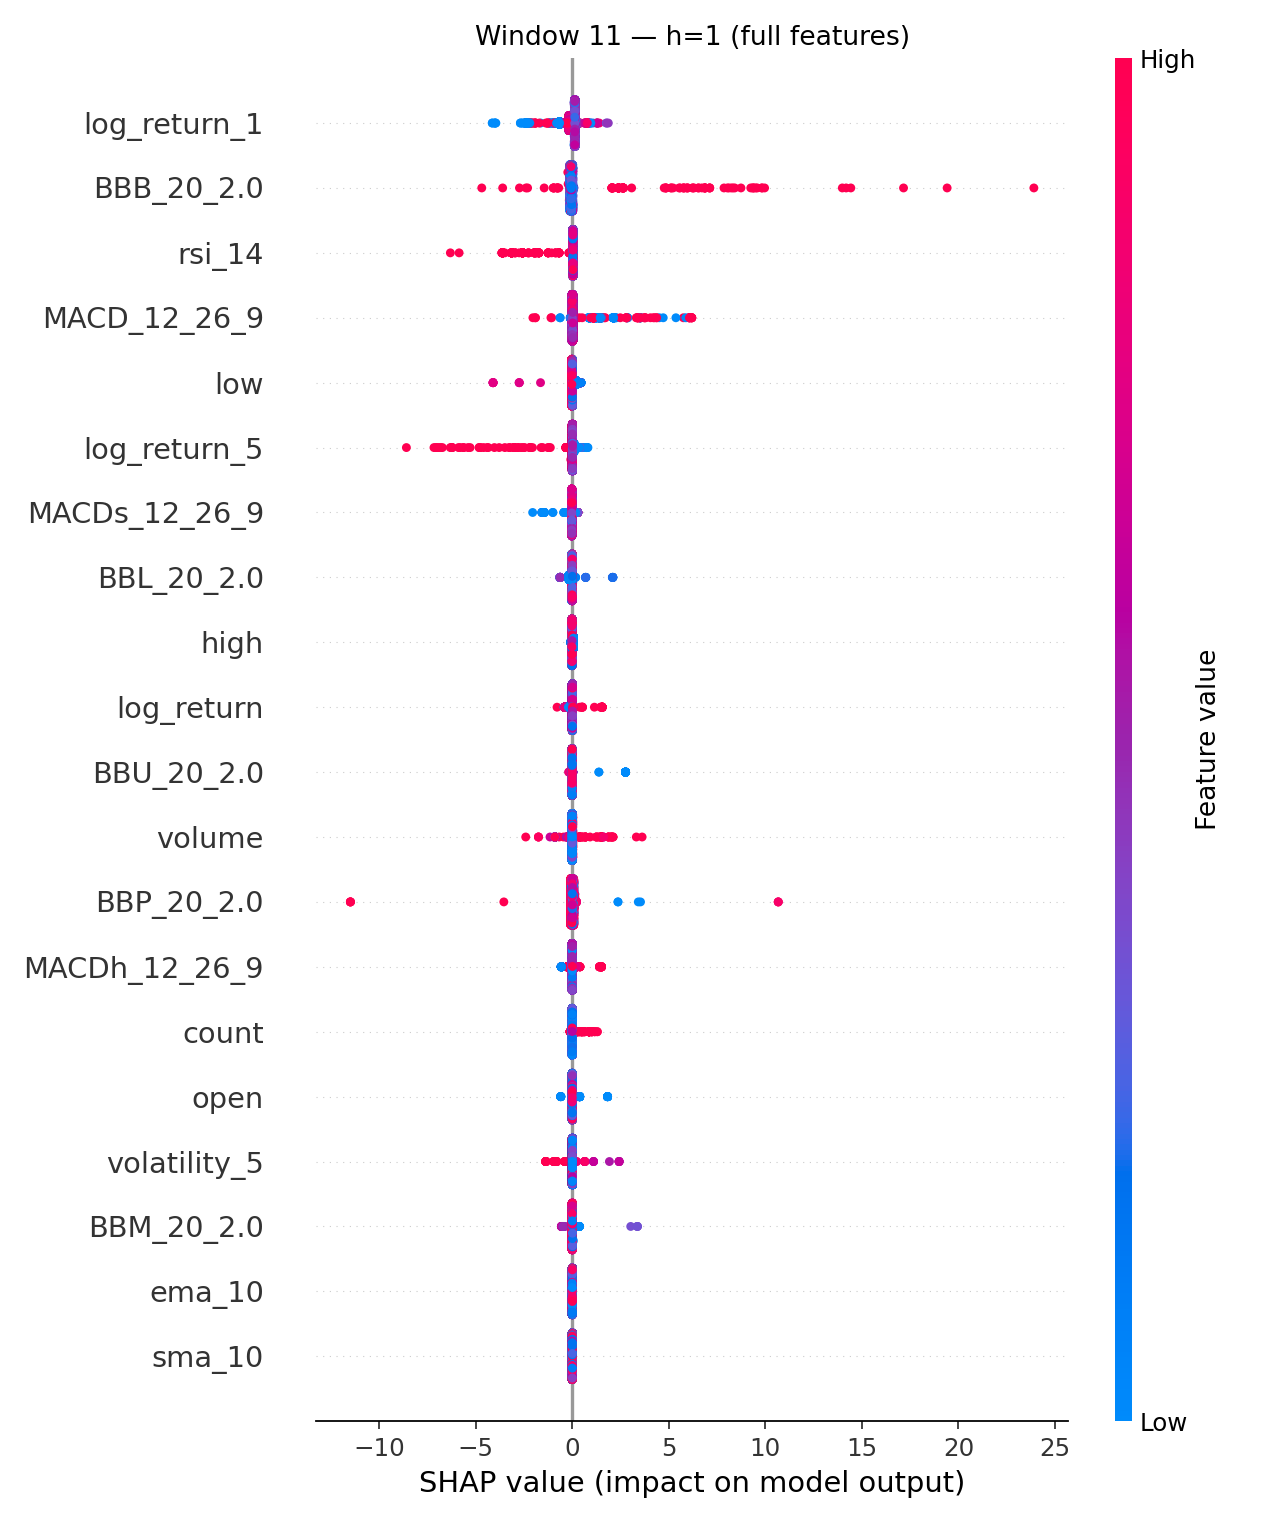 Window 11 — h=1 (full features)
High
log_return_1
BBB_20_2.0
rsi_14
MACD_12_26_9
low
log_return_5
MACDs_12_26_9
BBL_20_2.0
high
log_return
BBU_20_2.0
volume
BBP_20_2.0
MACDh_12_26_9
count
open
volatility_5
BBM_20_2.0
ema_10
sma_10
Feature value
Low
−10 −5 0 5 10 15 20 25
SHAP value (impact on model output)